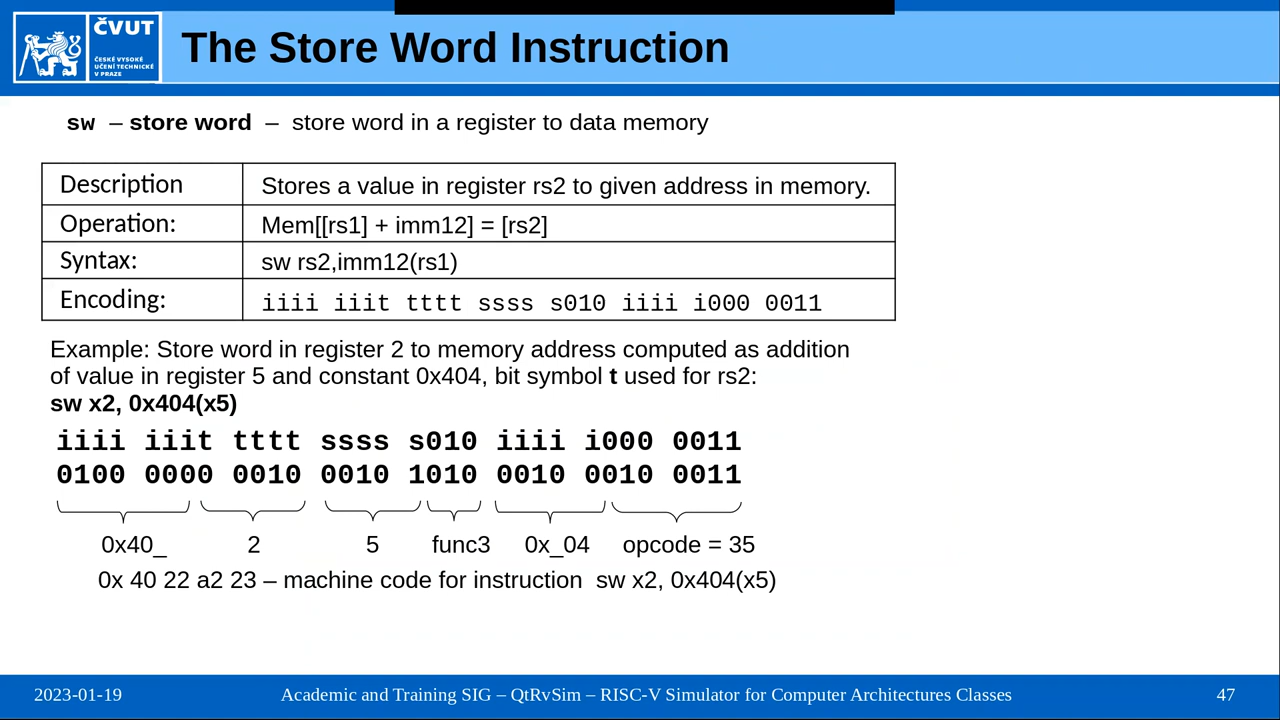 ČVUT
ČESKÉ VYSOKÉ
UČENÍ TECHNICKÉ
V PRAZE
The Store Word Instruction
sw – store word – store word in a register to data memory
Description Stores a value in register rs2 to given address in memory.
Operation: Mem[[rs1] + imm12] = [rs2]
Syntax: sw rs2,imm12(rs1)
Encoding: iiii iiit tttt ssss s010 iiii i000 0011
Example: Store word in register 2 to memory address computed as addition
of value in register 5 and constant 0x404, bit symbol t used for rs2:
sw x2, 0x404(x5)
iiii iiit tttt ssss s010 iiii i000 0011
0100 0000 0010 0010 1010 0010 0010 0011
0x40_ 2 5 func3 0x_04 opcode = 35
0x 40 22 a2 23 – machine code for instruction sw x2, 0x404(x5)
2023-01-19 Academic and Training SIG – QtRvSim – RISC-V Simulator for Computer Architectures Classes 47